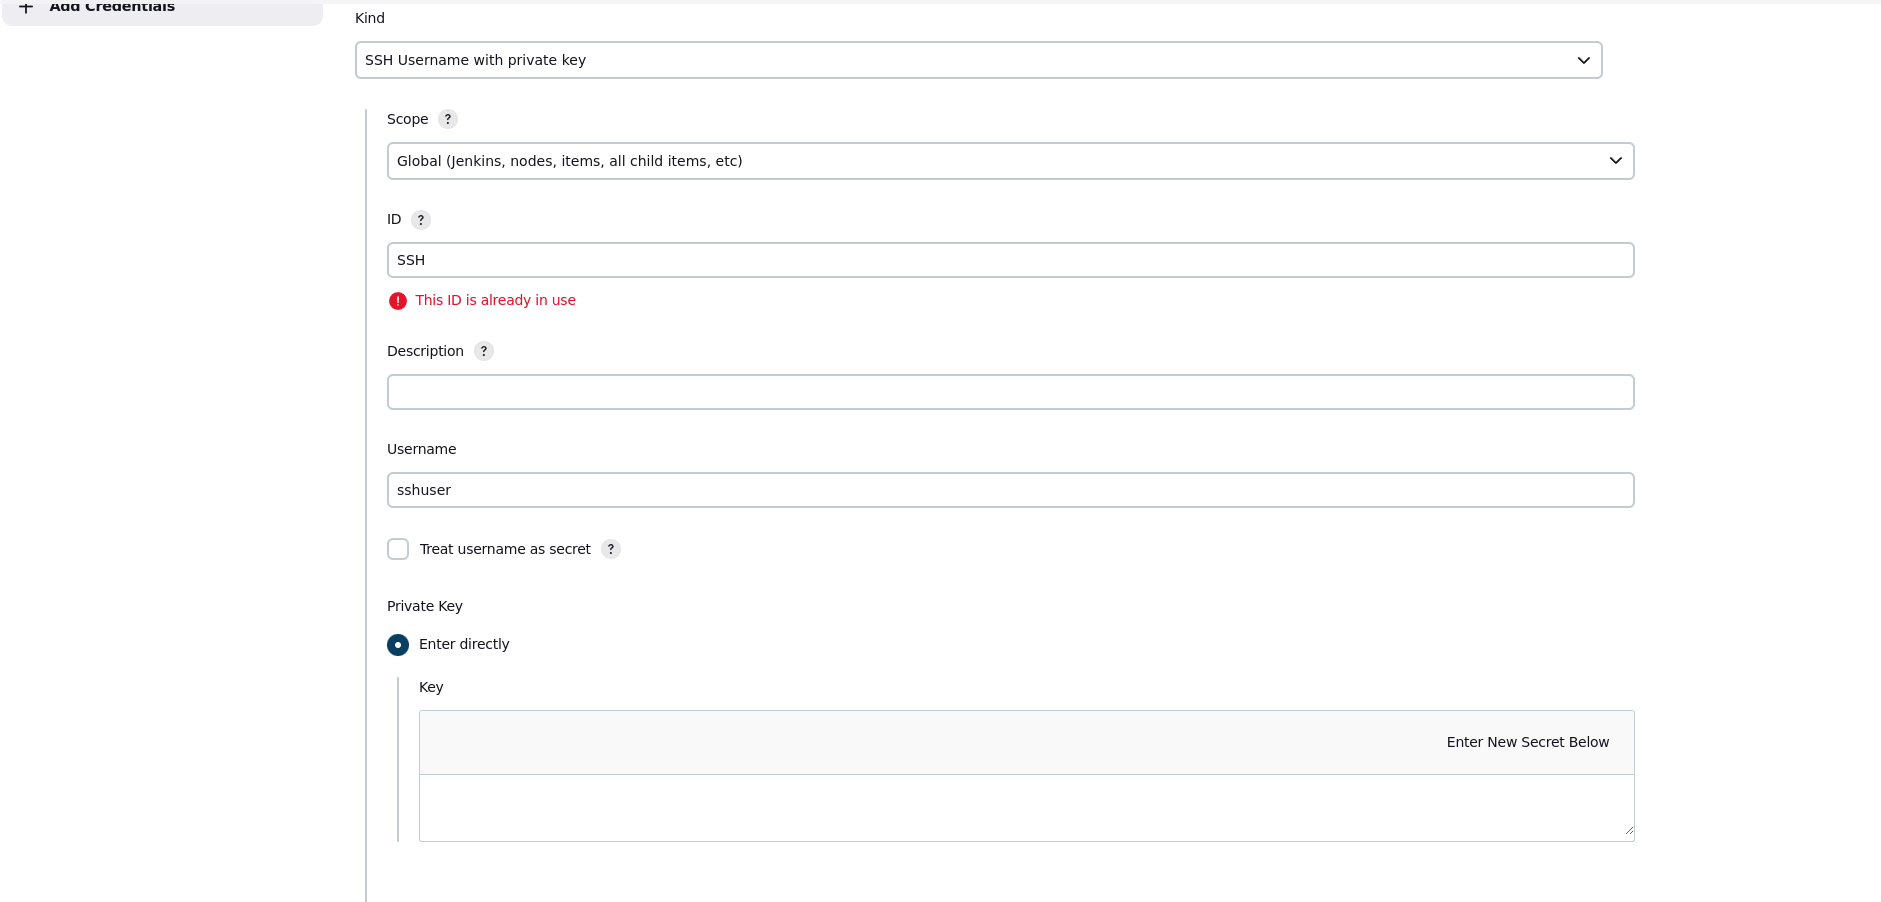 Add Credentials
Kind
SSH Username with private key
Scope ?
Global (Jenkins, nodes, items, all child items, etc)
ID ?
SSH
! This ID is already in use
Description ?
Username
sshuser
Treat username as secret ?
Private Key
Enter directly
Key
Enter New Secret Below